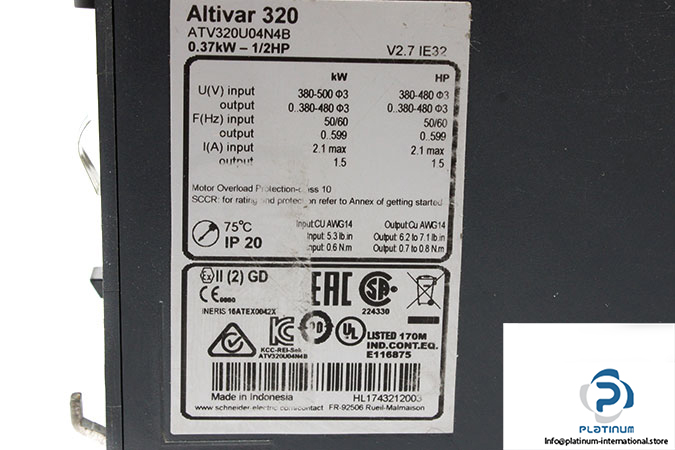 Altivar 320
ATV320U04N4B
0.37kW – 1/2HP V2.7 IE32
kW HP
U(V) input 380-500 Φ3 380-480 Φ3
output 0..380-480 Φ3 0..380-480 Φ3
F(Hz) input 50/60 50/60
output 0..599 0..599
I(A) input 2.1 max 2.1 max
output 1.5 1.5
Motor Overload Protection-class 10
SCCR: for rating and protection refer to Annex of getting started
75°C
IP 20
Input:CU AWG14 Output:Cu AWG14
Input: 5.3 lb.in Output: 6.2 to 7.1 lb.in
Input: 0.6 N.m Output: 0.7 to 0.8 N.m
Ex II (2) GD
CE
INERIS 16ATEX0042X
EAC
SA
224330
KC
KCC-REI-Sek
ATV320U04N4B
UL
LISTED 170M
IND.CONT.EQ.
E116875
Made in Indonesia HL1743212003
www.schneider-electric.com/contact FR-92506 Rueil-Malmaison
PLATINUM
Info@platinum-international.store